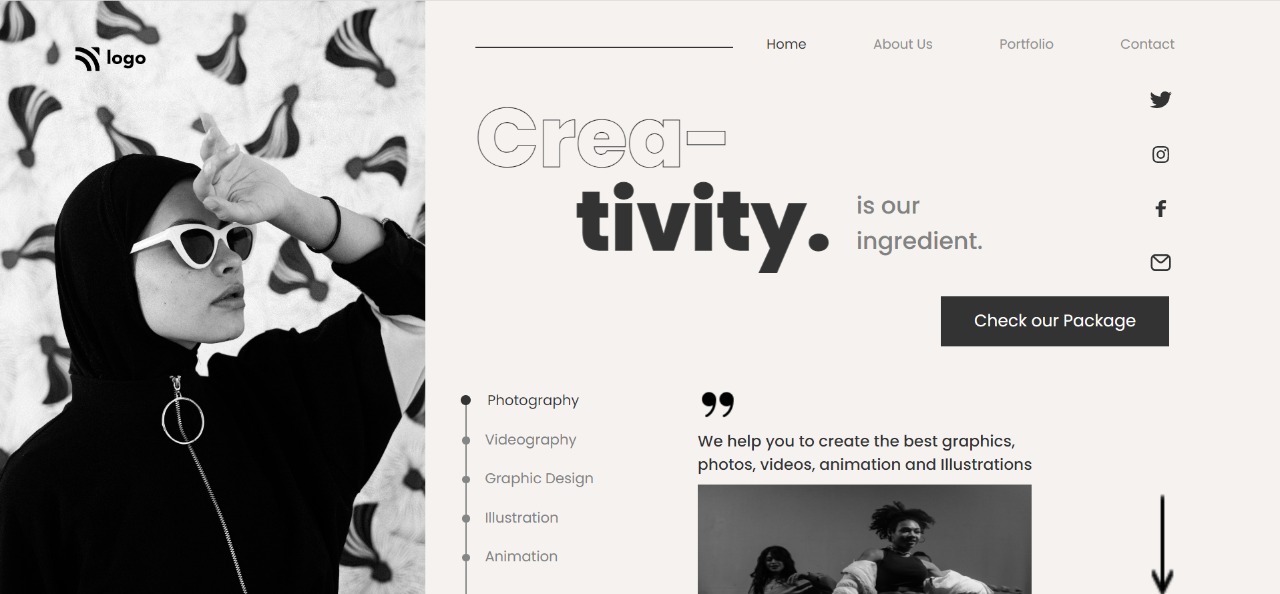 logo
Home About Us Portfolio Contact
Crea-
tivity.
is our
ingredient.
Check our Package
Photography
Videography
Graphic Design
Illustration
Animation
”
We help you to create the best graphics,
photos, videos, animation and Illustrations